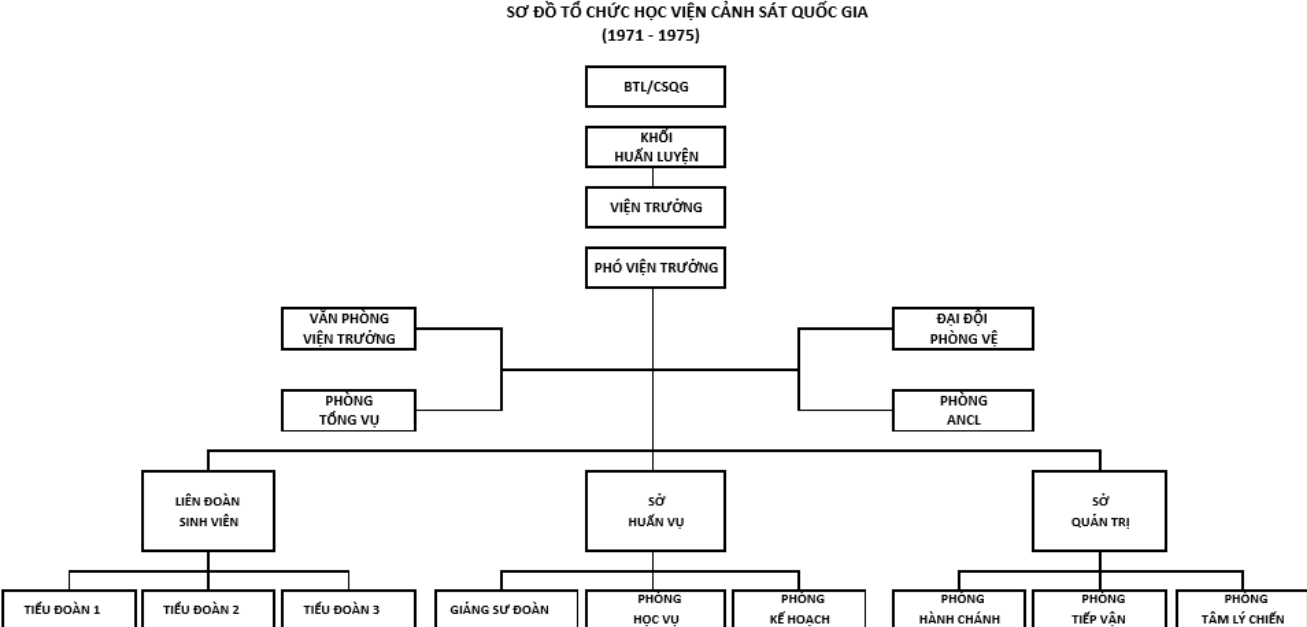 SƠ ĐỒ TỔ CHỨC HỌC VIỆN CẢNH SÁT QUỐC GIA
(1971 - 1975)
BTL/CSQG
KHỐI
HUẤN LUYỆN
VIỆN TRƯỞNG
PHÓ VIỆN TRƯỞNG
VĂN PHÒNG
VIỆN TRƯỞNG
ĐẠI ĐỘI
PHÒNG VỆ
PHÒNG
TỔNG VỤ
PHÒNG
ANCL
LIÊN ĐOÀN
SINH VIÊN
SỞ
HUẤN VỤ
SỞ
QUẢN TRỊ
TIỂU ĐOÀN 1
TIỂU ĐOÀN 2
TIỂU ĐOÀN 3
GIẢNG SƯ ĐOÀN
PHÒNG
HỌC VỤ
PHÒNG
KẾ HOẠCH
PHÒNG
HÀNH CHÁNH
PHÒNG
TIẾP VẬN
PHÒNG
TÂM LÝ CHIẾN